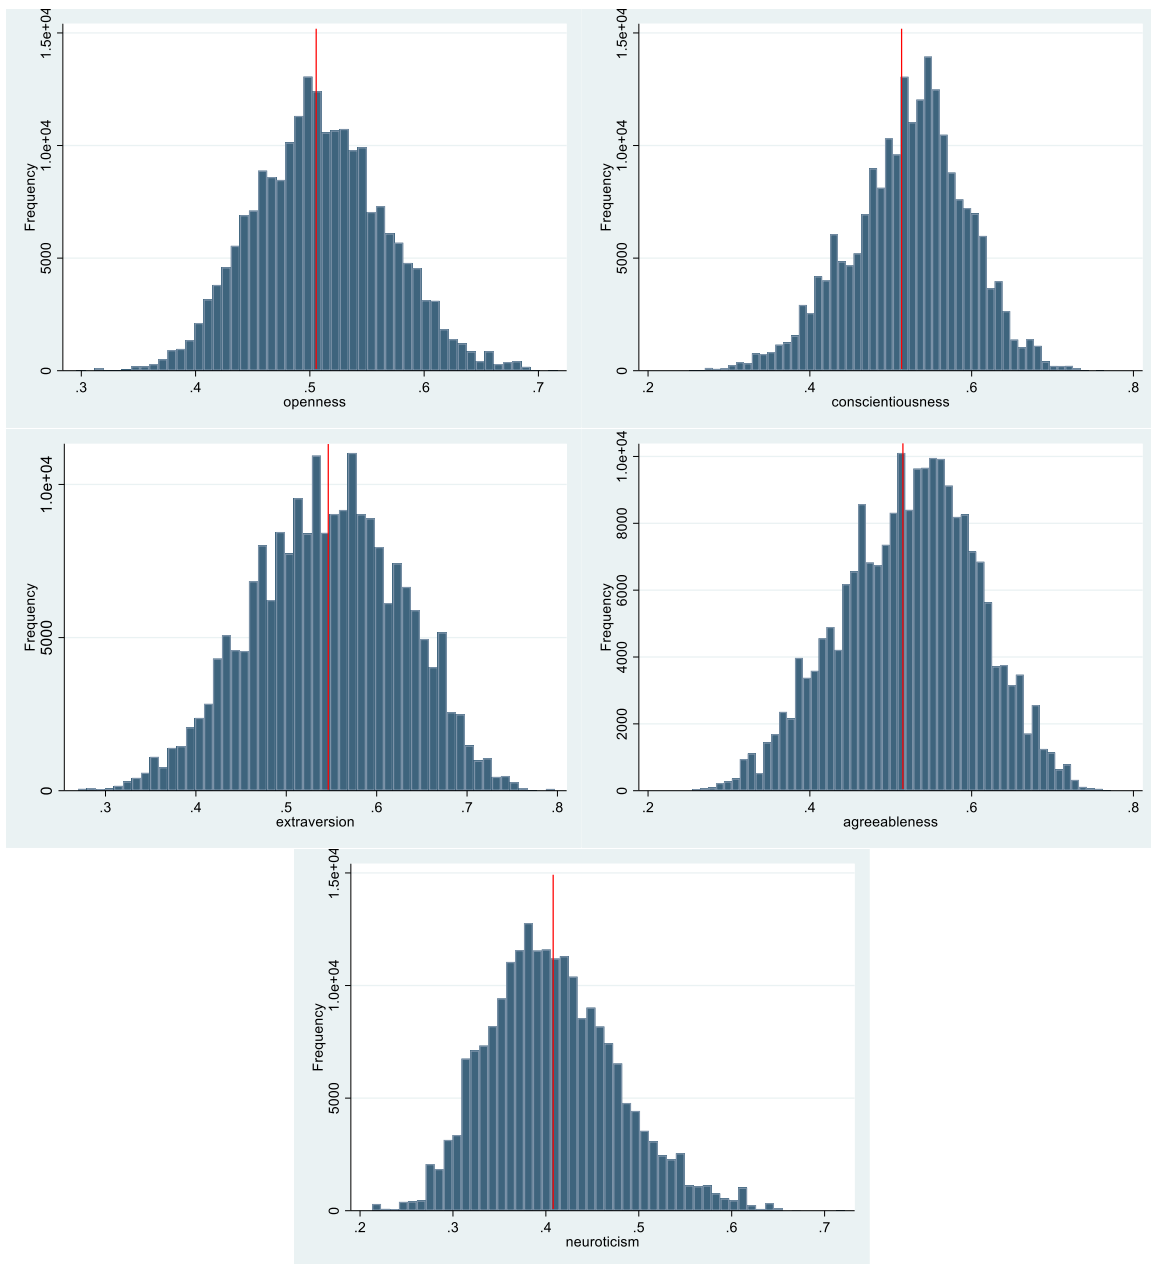 Frequency
0 5000 1.0e+04 1.5e+04
.3 .4 .5 .6 .7
openness
Frequency
0 5000 1.0e+04 1.5e+04
.2 .4 .6 .8
conscientiousness
Frequency
0 5000 1.0e+04
.3 .4 .5 .6 .7 .8
extraversion
Frequency
0 2000 4000 6000 8000 1.0e+04
.2 .4 .6 .8
agreeableness
Frequency
0 5000 1.0e+04 1.5e+04
.2 .3 .4 .5 .6 .7
neuroticism